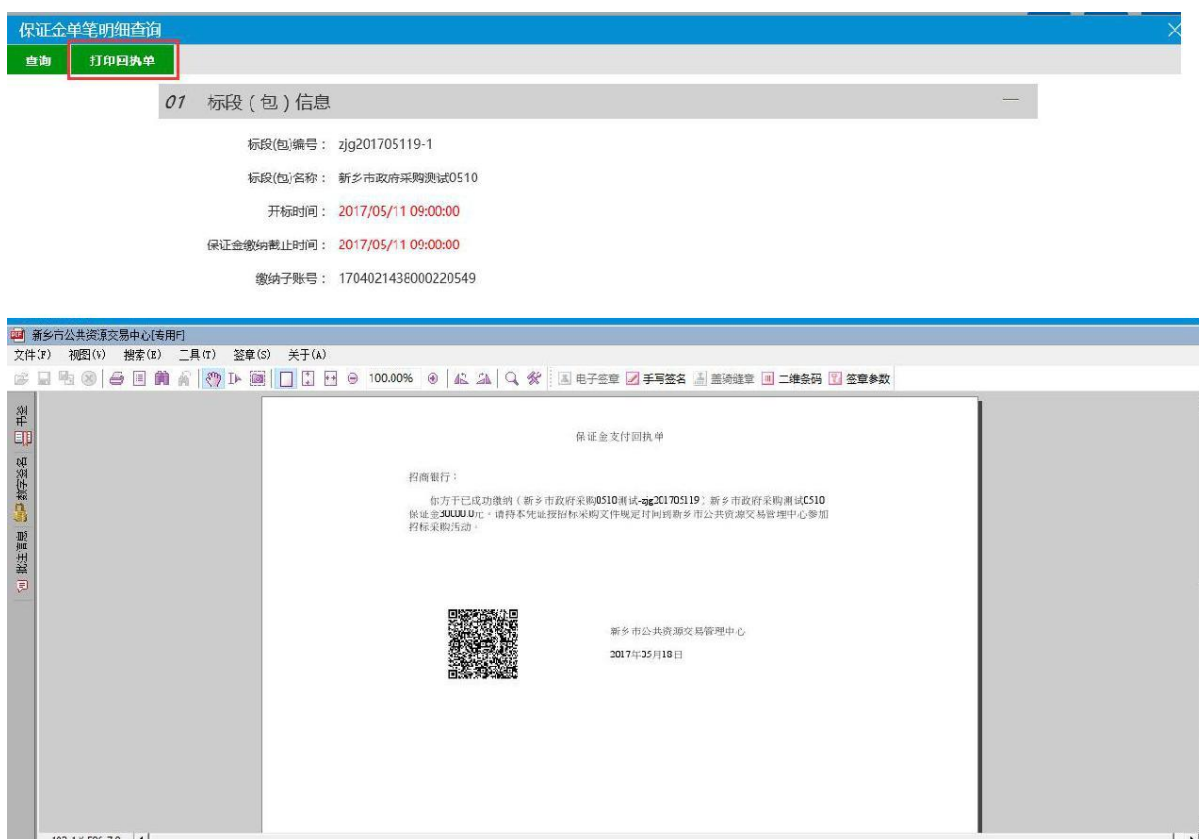 保证金单笔明细查询
查询 打印回执单
01 标段（包）信息
标段(包)编号： zjg201705119-1
标段(包)名称： 新乡市政府采购测试0510
开标时间： 2017/05/11 09:00:00
保证金缴纳截止时间： 2017/05/11 09:00:00
缴纳子账号： 1704021438000220549
新乡市公共资源交易中心[专用F]
文件(F) 视图(V) 搜索(E) 工具(T) 签章(S) 关于(A)
100.00% 电子签章 手写签名 盖骑缝章 二维条码 签章参数
书签
数字签名
批注信息
保证金支付回执单
招商银行：
你方于已成功缴纳（新乡市政府采购0510测试-zjg201705119）新乡市政府采购测试0510
保证金30000.0元。请持本凭证按招标采购文件规定时间到新乡市公共资源交易管理中心参加
招标采购活动。
新乡市公共资源交易管理中心
2017年05月18日